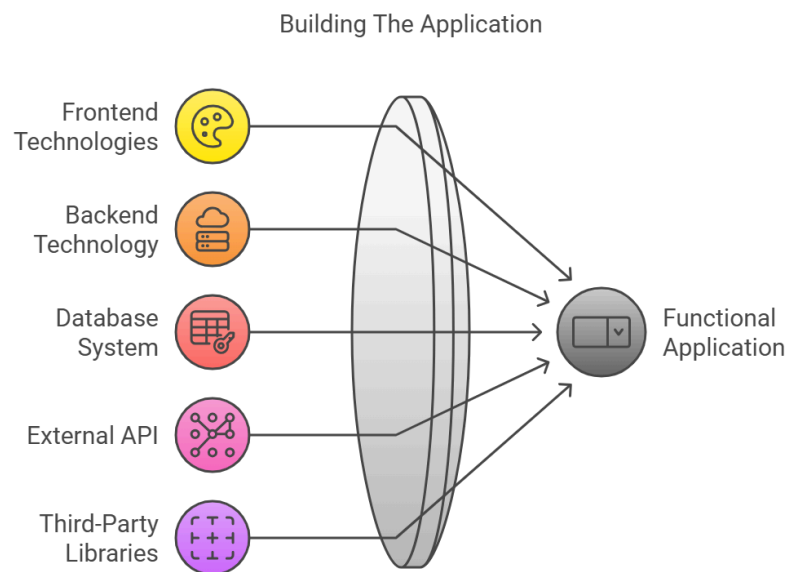 Building The Application
Frontend
Technologies
Backend
Technology
Database
System
External API
Third-Party
Libraries
Functional
Application